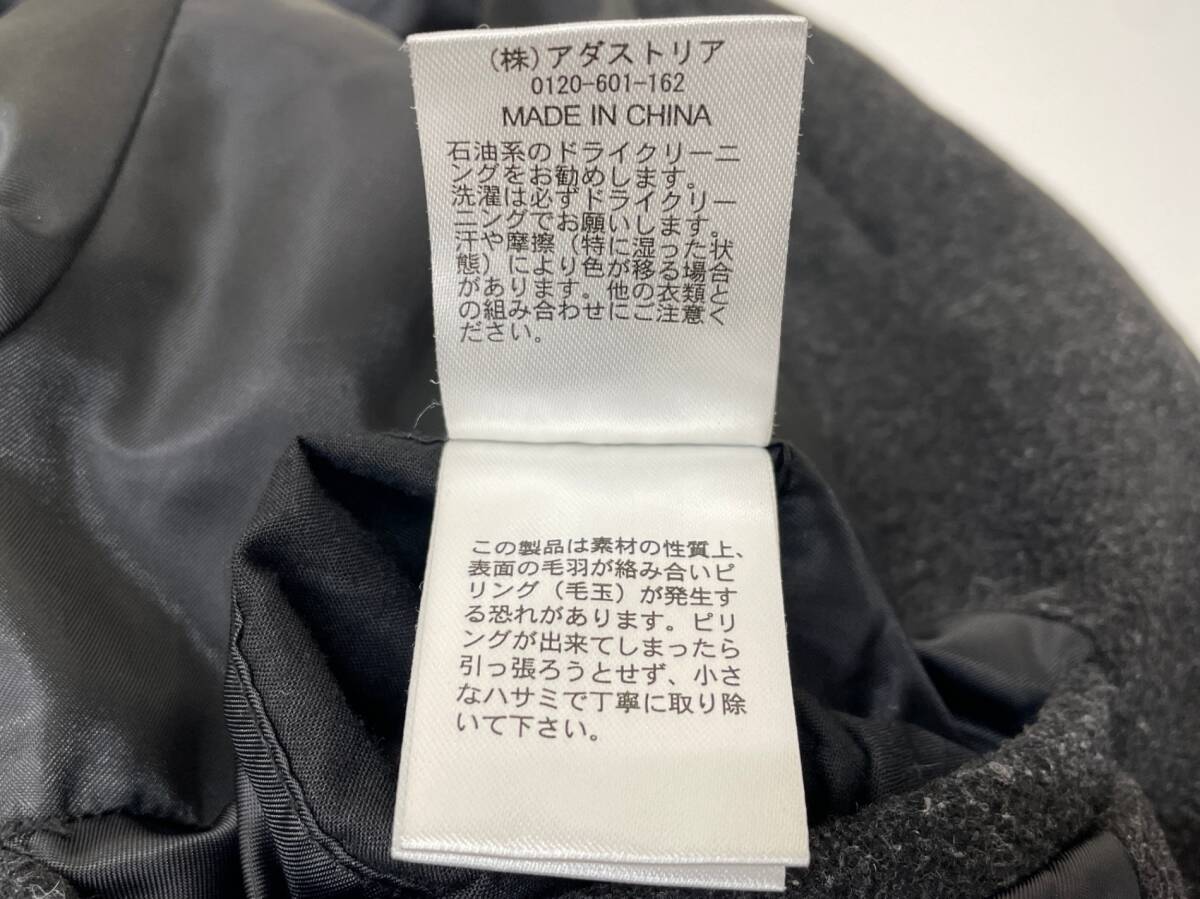 (株)アダストリア
0120-601-162
MADE IN CHINA
石油系のドライクリーニ
ングをお勧めします。
洗濯は必ずドライクリー
ニングでお願いします。
汗や摩擦（特に湿った状
態）により色が移る場合
があります。他の衣類と
の組み合わせにご注意く
ださい。
この製品は素材の性質上、
表面の毛羽が絡み合いピ
リング（毛玉）が発生す
る恐れがあります。ピリ
ングが出来てしまったら
引っ張ろうとせず、小さ
なハサミで丁寧に取り除
いて下さい。